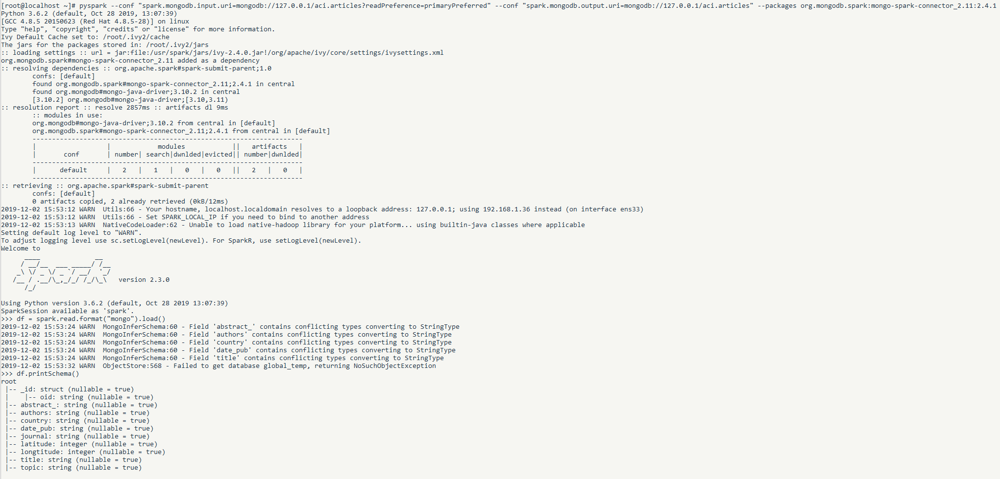 [root@localhost ~]# pyspark --conf "spark.mongodb.input.uri=mongodb://127.0.0.1/aci.articles?readPreference=primaryPreferred" --conf "spark.mongodb.output.uri=mongodb://127.0.0.1/aci.articles" --packages org.mongodb.spark:mongo-spark-connector_2.11:2.4.1
Python 3.6.2 (default, Oct 28 2019, 13:07:39)
[GCC 4.8.5 20150623 (Red Hat 4.8.5-28)] on linux
Type "help", "copyright", "credits" or "license" for more information.
Ivy Default Cache set to: /root/.ivy2/cache
The jars for the packages stored in: /root/.ivy2/jars
:: loading settings :: url = jar:file:/usr/spark/jars/ivy-2.4.0.jar!/org/apache/ivy/core/settings/ivysettings.xml
org.mongodb.spark#mongo-spark-connector_2.11 added as a dependency
:: resolving dependencies :: org.apache.spark#spark-submit-parent;1.0
        confs: [default]
        found org.mongodb.spark#mongo-spark-connector_2.11;2.4.1 in central
        found org.mongodb#mongo-java-driver;3.10.2 in central
        [3.10.2] org.mongodb#mongo-java-driver;[3.10,3.11)
:: resolution report :: resolve 2857ms :: artifacts dl 9ms
        :: modules in use:
        org.mongodb#mongo-java-driver;3.10.2 from central in [default]
        org.mongodb.spark#mongo-spark-connector_2.11;2.4.1 from central in [default]
        ---------------------------------------------------------------------
        |                  |            modules            ||   artifacts   |
        |       conf       | number| search|dwnlded|evicted|| number|dwnlded|
        ---------------------------------------------------------------------
        |      default     |   2   |   1   |   0   |   0   ||   2   |   0   |
        ---------------------------------------------------------------------
:: retrieving :: org.apache.spark#spark-submit-parent
        confs: [default]
        0 artifacts copied, 2 already retrieved (0kB/12ms)
2019-12-02 15:53:12 WARN  Utils:66 - Your hostname, localhost.localdomain resolves to a loopback address: 127.0.0.1; using 192.168.1.36 instead (on interface ens33)
2019-12-02 15:53:12 WARN  Utils:66 - Set SPARK_LOCAL_IP if you need to bind to another address
2019-12-02 15:53:13 WARN  NativeCodeLoader:62 - Unable to load native-hadoop library for your platform... using builtin-java classes where applicable
Setting default log level to "WARN".
To adjust logging level use sc.setLogLevel(newLevel). For SparkR, use setLogLevel(newLevel).
Welcome to
      ____              __
     / __/__  ___ _____/ /__
    _\ \/ _ \/ _ `/ __/  '_/
   /__ / .__/\_,_/_/ /_/\_\   version 2.3.0
      /_/
Using Python version 3.6.2 (default, Oct 28 2019 13:07:39)
SparkSession available as 'spark'.
>>> df = spark.read.format("mongo").load()
2019-12-02 15:53:24 WARN  MongoInferSchema:60 - Field 'abstract_' contains conflicting types converting to StringType
2019-12-02 15:53:24 WARN  MongoInferSchema:60 - Field 'authors' contains conflicting types converting to StringType
2019-12-02 15:53:24 WARN  MongoInferSchema:60 - Field 'country' contains conflicting types converting to StringType
2019-12-02 15:53:24 WARN  MongoInferSchema:60 - Field 'date_pub' contains conflicting types converting to StringType
2019-12-02 15:53:24 WARN  MongoInferSchema:60 - Field 'title' contains conflicting types converting to StringType
2019-12-02 15:53:32 WARN  ObjectStore:568 - Failed to get database global_temp, returning NoSuchObjectException
>>> df.printSchema()
root
 |-- _id: struct (nullable = true)
 |    |-- oid: string (nullable = true)
 |-- abstract_: string (nullable = true)
 |-- authors: string (nullable = true)
 |-- country: string (nullable = true)
 |-- date_pub: string (nullable = true)
 |-- journal: string (nullable = true)
 |-- latitude: integer (nullable = true)
 |-- longtitude: integer (nullable = true)
 |-- title: string (nullable = true)
 |-- topic: string (nullable = true)